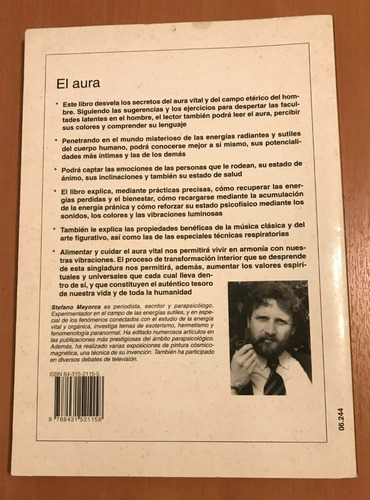 El aura
• Este libro desvela los secretos del aura vital y del campo etérico del hom-
bre. Siguiendo las sugerencias y los ejercicios para despertar las facul-
tades latentes en el hombre, el lector también podrá leer el aura, percibir
sus colores y comprender su lenguaje
• Penetrando en el mundo misterioso de las energías radiantes y sutiles
del cuerpo humano, podrá conocerse mejor a sí mismo, sus potenciali-
dades más íntimas y las de los demás
• Podrá captar las emociones de las personas que le rodean, su estado de
ánimo, sus inclinaciones y también su estado de salud
• El libro explica, mediante prácticas precisas, cómo recuperar las ener-
gías perdidas y el bienestar, cómo recargarse mediante la acumulación
de la energía pránica y cómo reforzar su estado psicofísico mediante los
sonidos, los colores y las vibraciones luminosas
• También le explica las propiedades benéficas de la música clásica y del
arte figurativo, así como las de las especiales técnicas respiratorias
• Alimentar y cuidar el aura vital nos permitirá vivir en armonía con nues-
tras vibraciones. El proceso de transformación interior que se desprende
de esta singladura nos permitirá, además, aumentar los valores espiri-
tuales y universales que cada cual lleva den-
tro de sí, y que constituyen el auténtico tesoro
de nuestra vida y de toda la humanidad
Stefano Mayorca es periodista, escritor y parapsicólogo.
Experimentador en el campo de las energías sutiles, y en espe-
cial de los fenómenos conectados con el estudio de la energía
vital y orgánica, investiga temas de esoterismo, hermetismo y
fenomenología paranormal. Ha editado numerosos artículos en
las publicaciones más prestigiosas del ámbito parapsicológico.
Además, ha realizado varias exposiciones de pintura cósmico-
magnética, una técnica de su invención. También ha participado
en diversos debates de televisión.
ISBN 84-315-2115-5
9 788431 521158
06.244